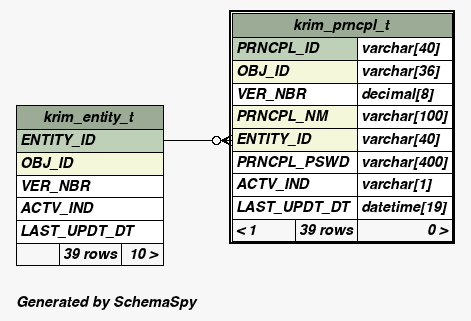 krim_entity_t
ENTITY_ID
OBJ_ID
VER_NBR
ACTV_IND
LAST_UPDT_DT
39 rows 10 >
krim_prncpl_t
PRNCPL_ID varchar[40]
OBJ_ID varchar[36]
VER_NBR decimal[8]
PRNCPL_NM varchar[100]
ENTITY_ID varchar[40]
PRNCPL_PSWD varchar[400]
ACTV_IND varchar[1]
LAST_UPDT_DT datetime[19]
< 1 39 rows 0 >
Generated by SchemaSpy